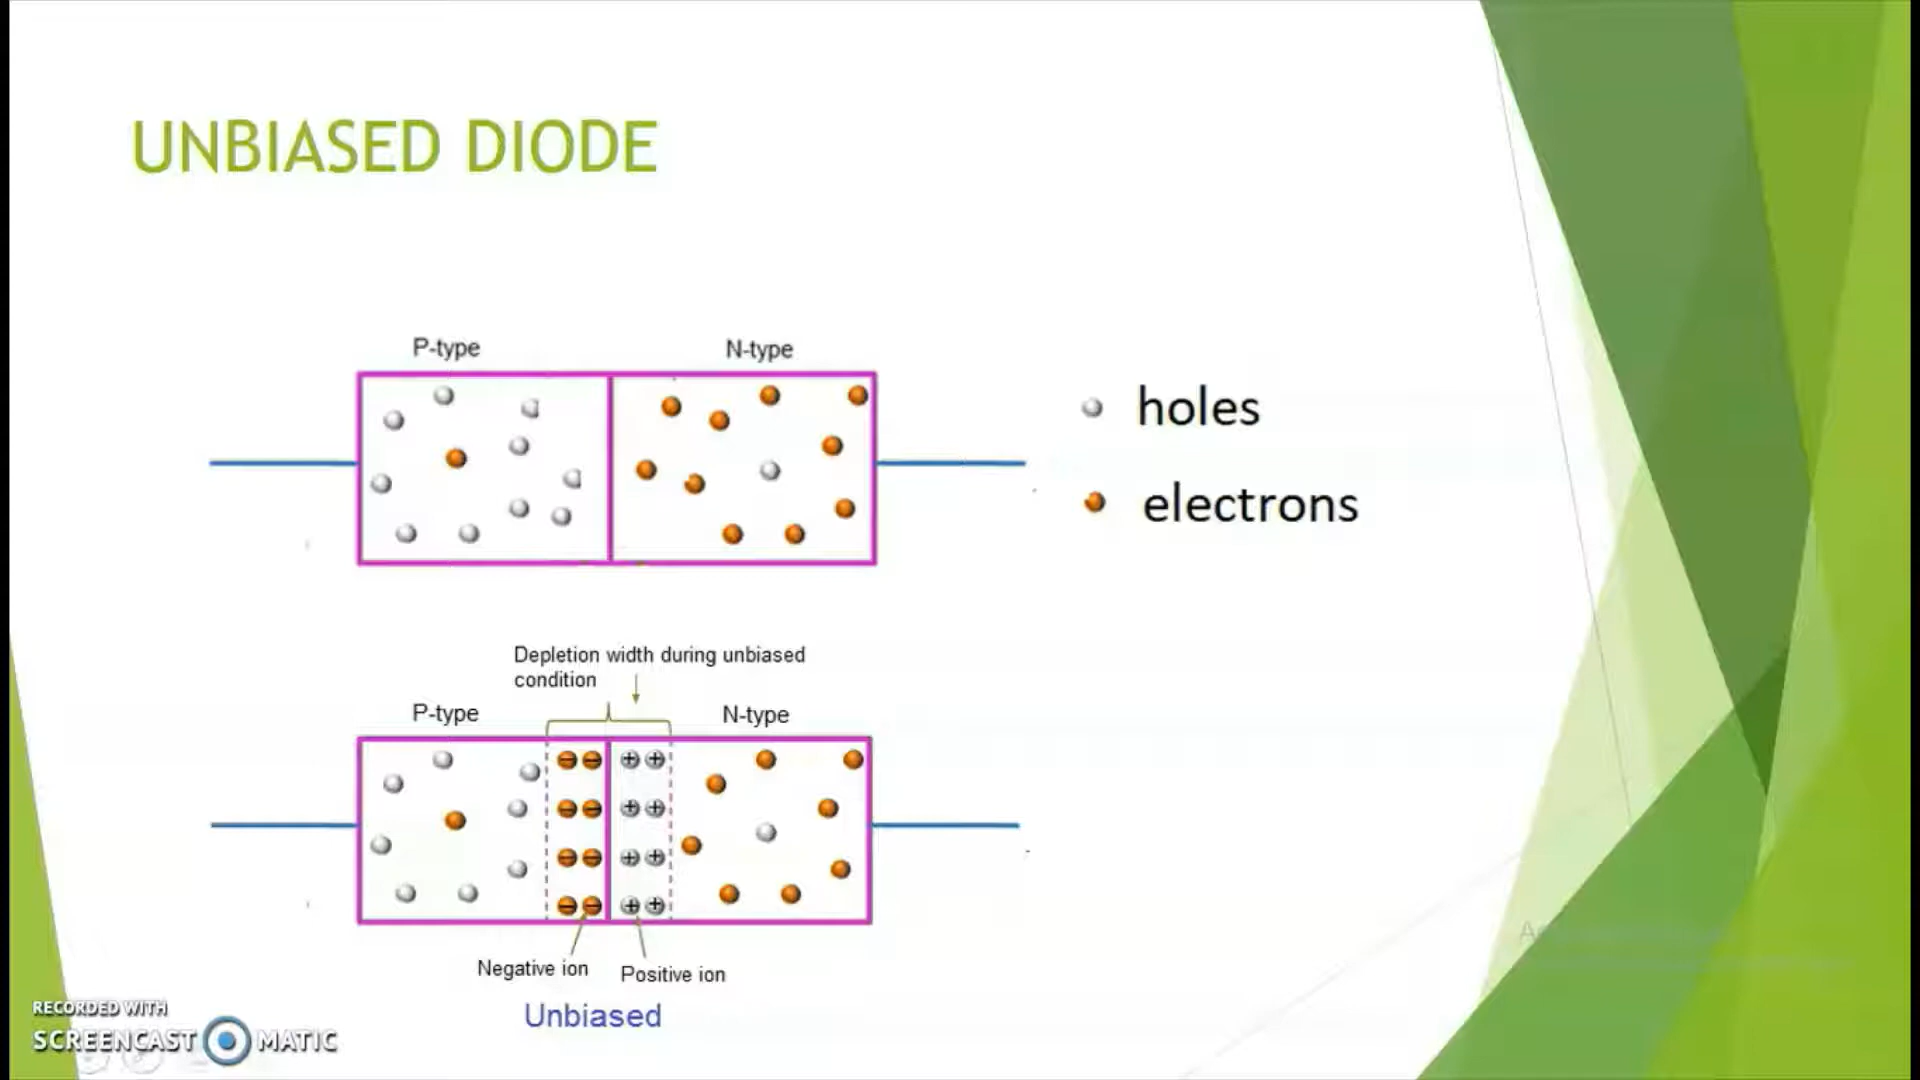 UNBIASED DIODE
P-type
N-type
holes
electrons
Depletion width during unbiased
condition
P-type
N-type
Negative ion
Positive ion
Unbiased
RECORDED WITH
SCREENCAST MATIC